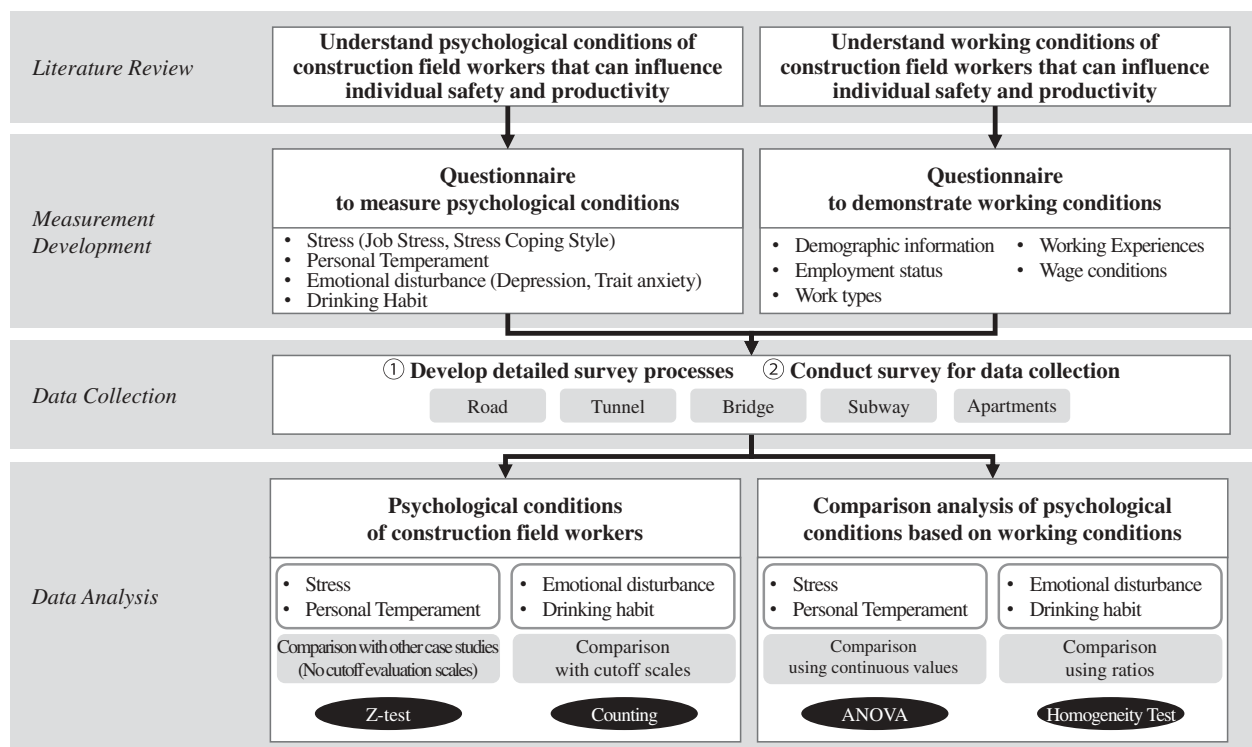 Literature Review
Understand psychological conditions of
construction field workers that can influence
individual safety and productivity
Understand working conditions of
construction field workers that can influence
individual safety and productivity
Measurement
Development
Questionnaire
to measure psychological conditions
• Stress (Job Stress, Stress Coping Style)
• Personal Temperament
• Emotional disturbance (Depression, Trait anxiety)
• Drinking Habit
Questionnaire
to demonstrate working conditions
• Demographic information
• Employment status
• Work types
• Working Experiences
• Wage conditions
Data Collection
① Develop detailed survey processes ② Conduct survey for data collection
Road Tunnel Bridge Subway Apartments
Data Analysis
Psychological conditions
of construction field workers
• Stress
• Personal Temperament
Comparison with other case studies
(No cutoff evaluation scales)
Z-test
• Emotional disturbance
• Drinking habit
Comparison
with cutoff scales
Counting
Comparison analysis of psychological
conditions based on working conditions
• Stress
• Personal Temperament
Comparison
using continuous values
ANOVA
• Emotional disturbance
• Drinking habit
Comparison
using ratios
Homogeneity Test